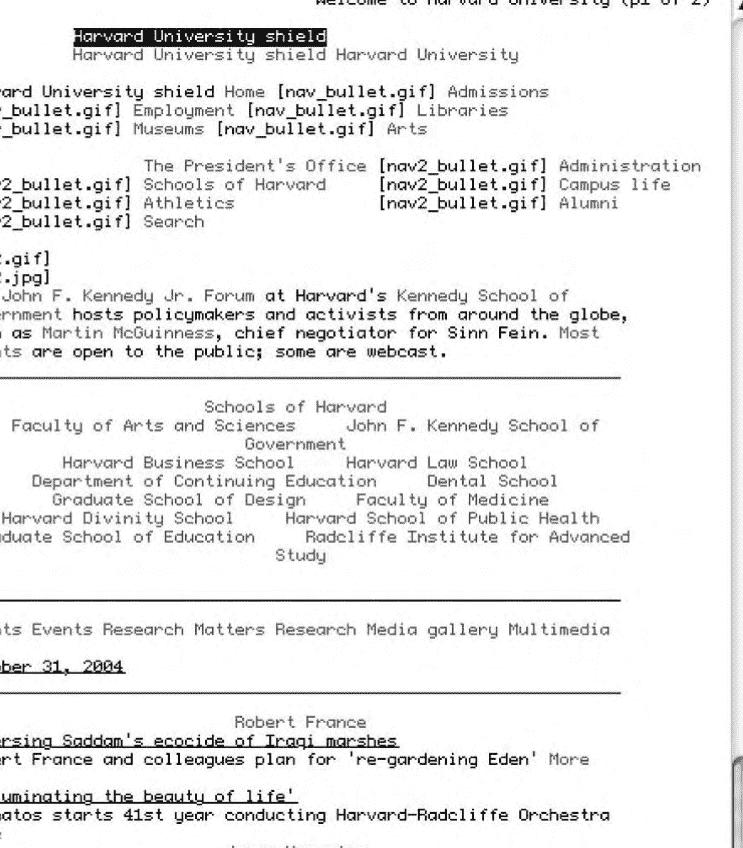 Welcome to Harvard University (p1 of 2)
Harvard University shield
Harvard University shield Harvard University
ard University shield Home [nav_bullet.gif] Admissions
_bullet.gif] Employment [nav_bullet.gif] Libraries
_bullet.gif] Museums [nav_bullet.gif] Arts
The President's Office [nav2_bullet.gif] Administration
2_bullet.gif] Schools of Harvard [nav2_bullet.gif] Campus life
2_bullet.gif] Athletics [nav2_bullet.gif] Alumni
2_bullet.gif] Search
.gif]
.jpg]
John F. Kennedy Jr. Forum at Harvard's Kennedy School of
rnment hosts policymakers and activists from around the globe,
as Martin McGuinness, chief negotiator for Sinn Fein. Most
ts are open to the public; some are webcast.
Schools of Harvard
Faculty of Arts and Sciences John F. Kennedy School of
Government
Harvard Business School Harvard Law School
Department of Continuing Education Dental School
Graduate School of Design Faculty of Medicine
Harvard Divinity School Harvard School of Public Health
duate School of Education Radcliffe Institute for Advanced
Study
ts Events Research Matters Research Media gallery Multimedia
ber 31, 2004
Robert France
ersing Saddam's ecocide of Iraqi marshes
rt France and colleagues plan for 're-gardening Eden' More
uminating the beauty of life'
atos starts 41st year conducting Harvard-Radcliffe Orchestra